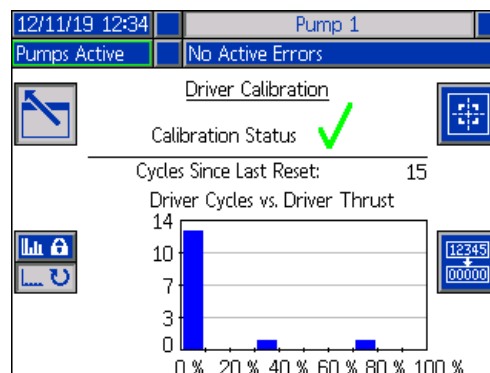 12/11/19 12:34 Pump 1
Pumps Active No Active Errors
Driver Calibration
Calibration Status
Cycles Since Last Reset: 15
Driver Cycles vs. Driver Thrust
14
10
7
3
0
0 % 20 % 40 % 60 % 80 % 100 %
12345
00000